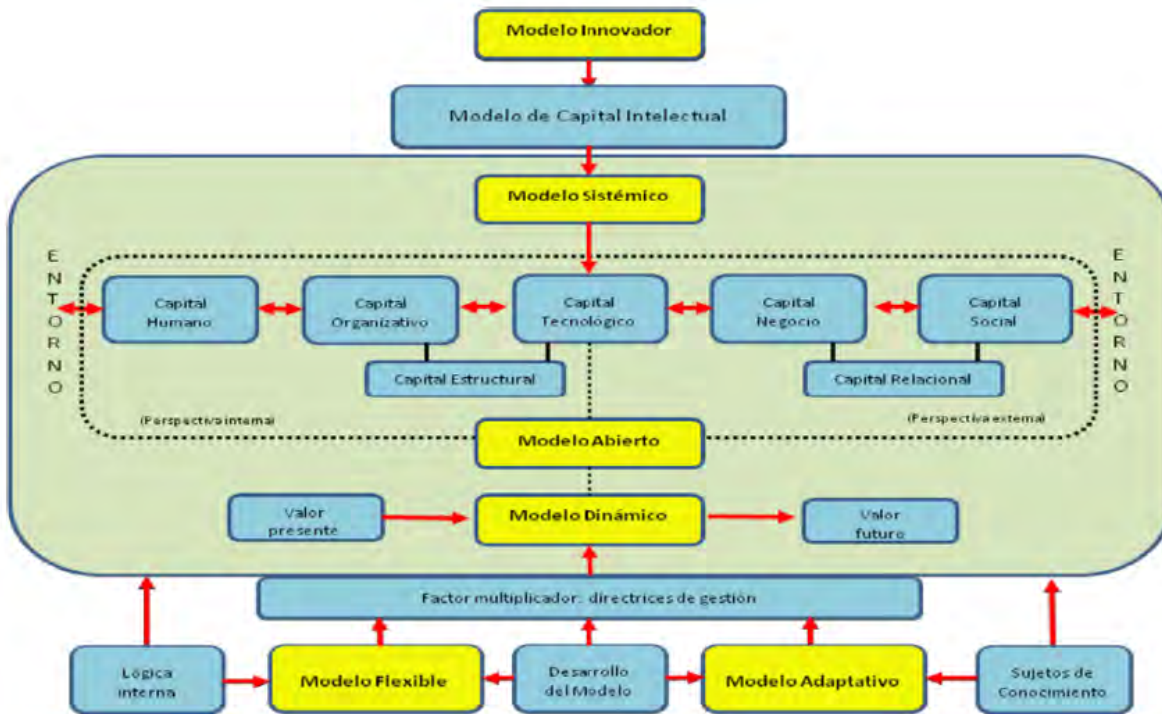 Modelo Innovador
Modelo de Capital Intelectual
Modelo Sistémico
ENTORNO
Capital
Humano
Capital
Organizativo
Capital
Tecnológico
Capital
Negocio
Capital
Social
ENTORNO
Capital Estructural
Capital Relacional
(Perspectiva interna)
(Perspectiva externa)
Modelo Abierto
Valor
presente
Modelo Dinámico
Valor
futuro
Factor multiplicador: directrices de gestión
Lógica
interna
Modelo Flexible
Desarrollo
del Modelo
Modelo Adaptativo
Sujetos de
Conocimiento